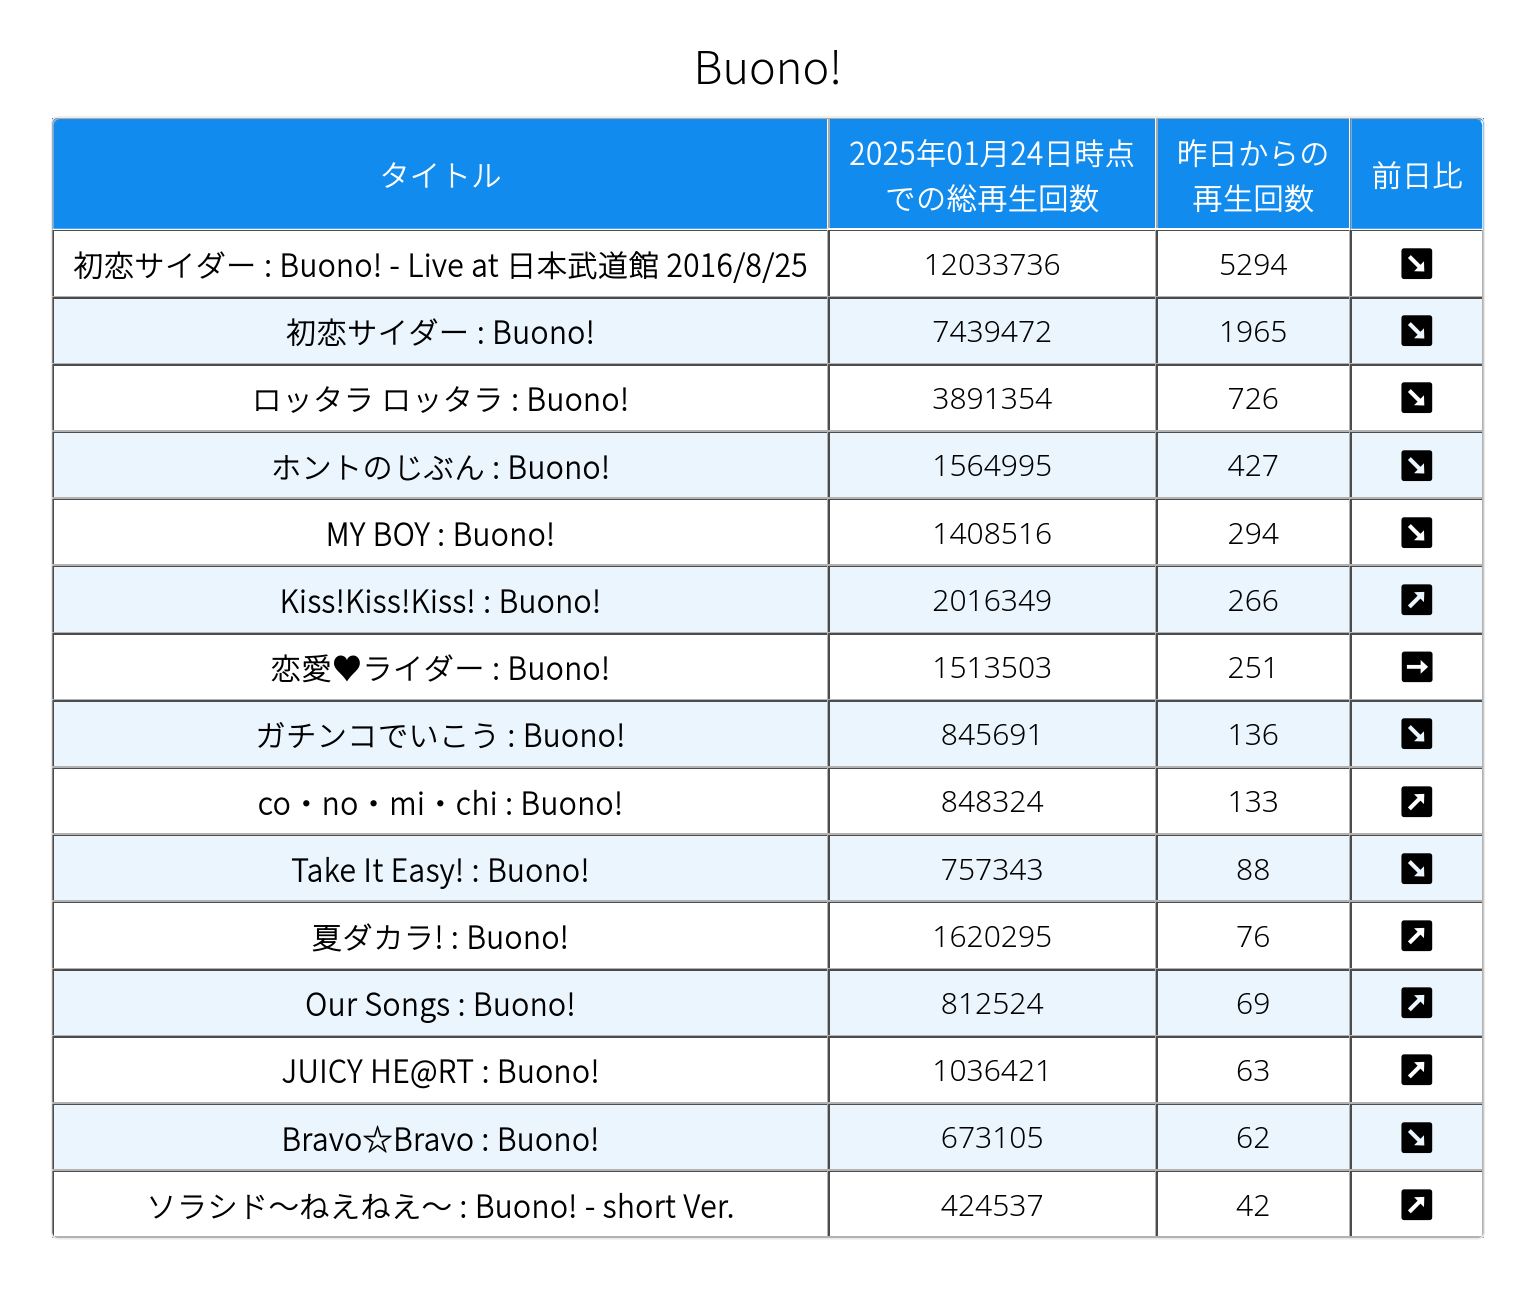 Buono!
タイトル 2025年01月24日時点 昨日からの 前日比
での総再生回数 再生回数
初恋サイダー : Buono! - Live at 日本武道館 2016/8/25 12033736 5294 ↘
初恋サイダー : Buono! 7439472 1965 ↘
ロッタラ ロッタラ : Buono! 3891354 726 ↘
ホントのじぶん : Buono! 1564995 427 ↘
MY BOY : Buono! 1408516 294 ↘
Kiss!Kiss!Kiss! : Buono! 2016349 266 ↗
恋愛♥ライダー : Buono! 1513503 251 →
ガチンコでいこう : Buono! 845691 136 ↘
co・no・mi・chi : Buono! 848324 133 ↗
Take It Easy! : Buono! 757343 88 ↘
夏ダカラ! : Buono! 1620295 76 ↗
Our Songs : Buono! 812524 69 ↗
JUICY HE@RT : Buono! 1036421 63 ↗
Bravo☆Bravo : Buono! 673105 62 ↘
ソラシド〜ねえねえ〜 : Buono! - short Ver. 424537 42 ↗